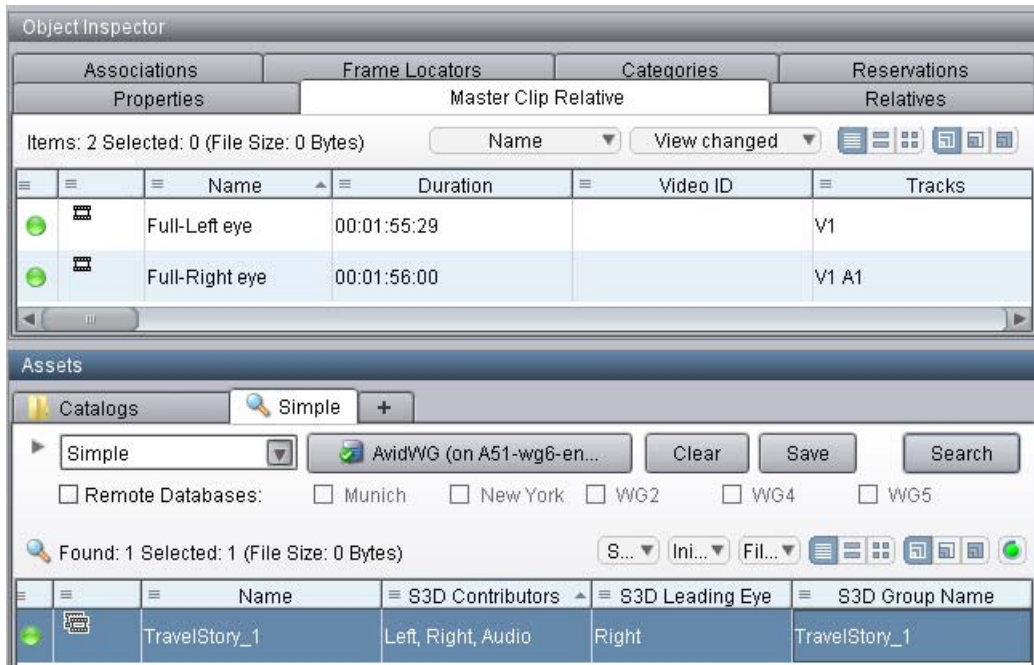 Object Inspector
Associations Frame Locators Categories Reservations
Properties Master Clip Relative Relatives
Items: 2 Selected: 0 (File Size: 0 Bytes) Name View changed
Name Duration Video ID Tracks
Full-Left eye 00:01:55:29 V1
Full-Right eye 00:01:56:00 V1 A1
Assets
Catalogs Simple +
Simple AvidWG (on A51-wg6-en... Clear Save Search
Remote Databases: Munich New York WG2 WG4 WG5
Found: 1 Selected: 1 (File Size: 0 Bytes) S... Ini... Fil...
Name S3D Contributors S3D Leading Eye S3D Group Name
TravelStory_1 Left, Right, Audio Right TravelStory_1